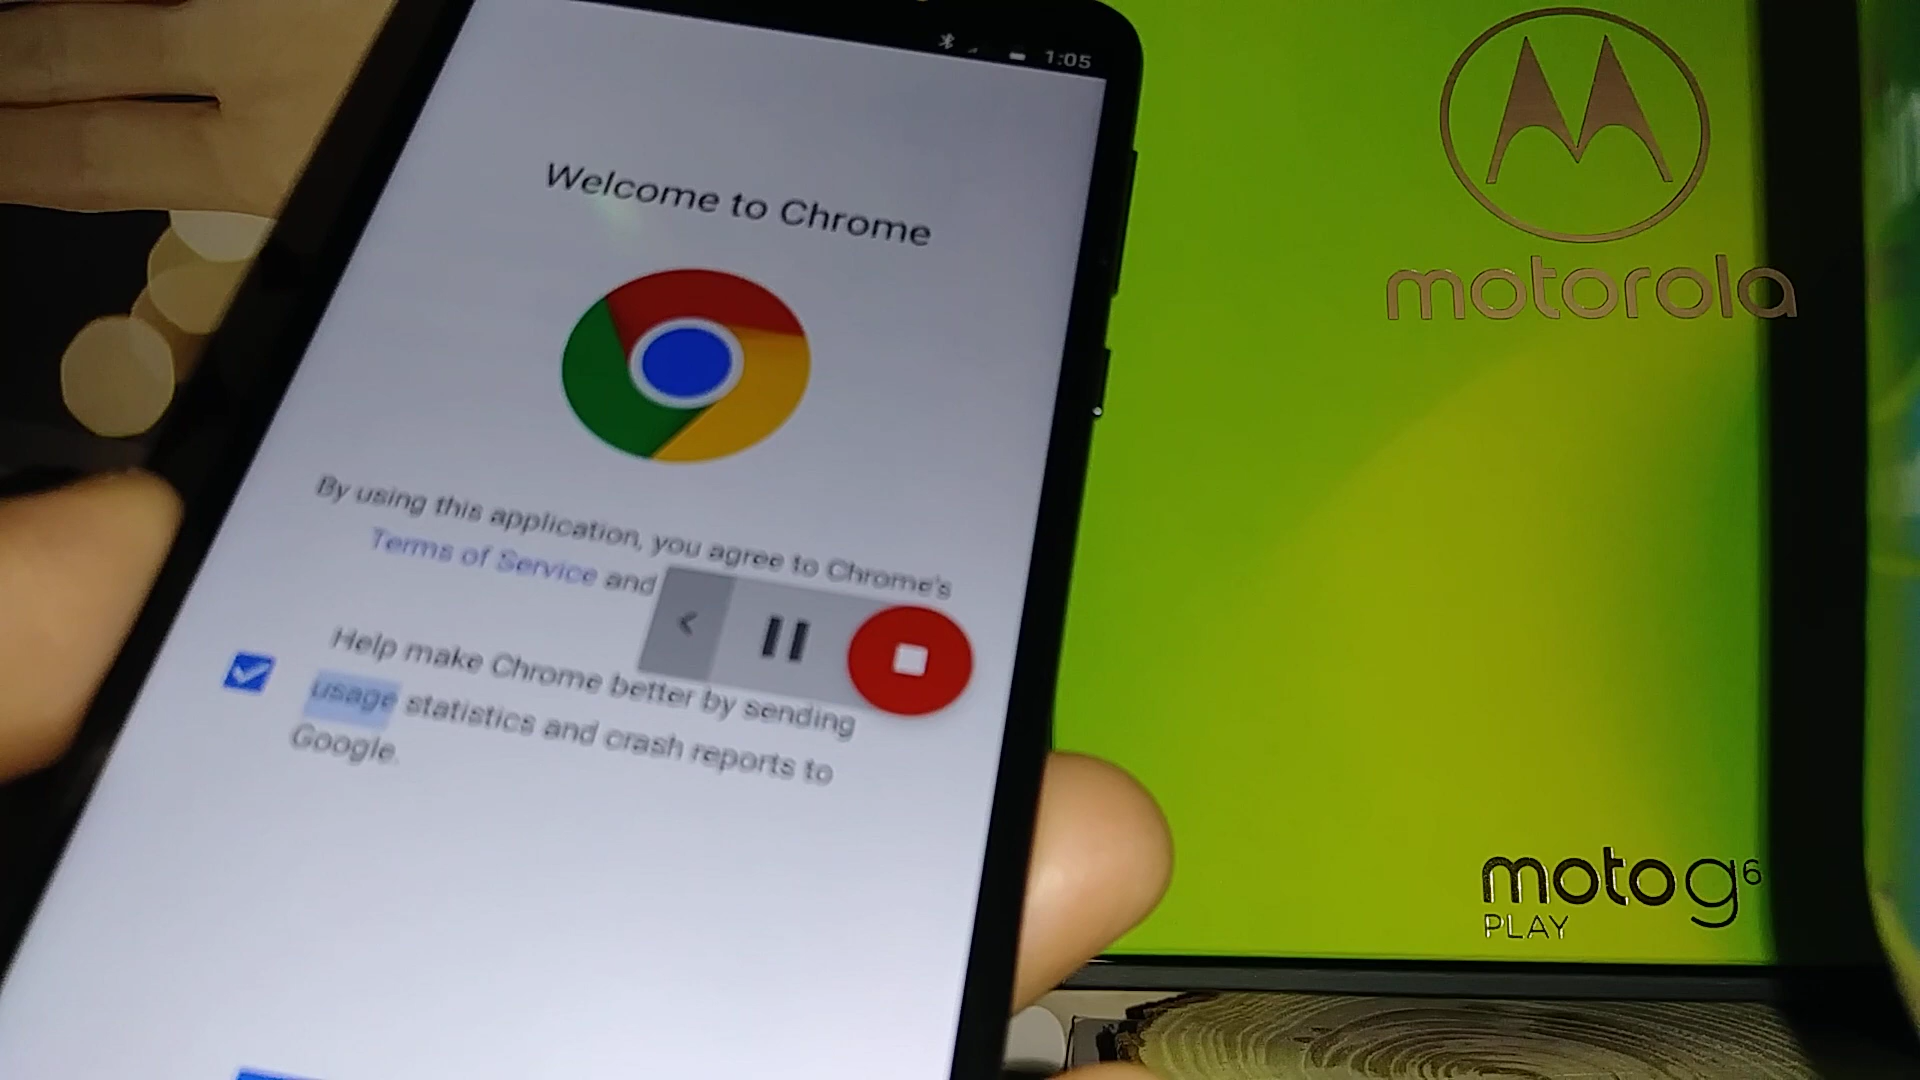 1:05
Welcome to Chrome
By using this application, you agree to Chrome's
Terms of Service and
Help make Chrome better by sending
usage statistics and crash reports to
Google.
motorola
moto g6
PLAY